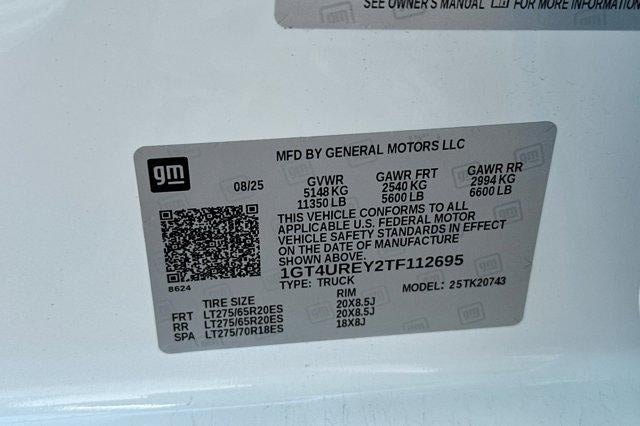 SEE OWNER'S MANUAL FOR MORE INFORMATION
MFD BY GENERAL MOTORS LLC
gm
08/25
GVWR GAWR FRT GAWR RR
5148 KG 2540 KG 2994 KG
11350 LB 5600 LB 6600 LB
THIS VEHICLE CONFORMS TO ALL
APPLICABLE U.S. FEDERAL MOTOR
VEHICLE SAFETY STANDARDS IN EFFECT
ON THE DATE OF MANUFACTURE
SHOWN ABOVE.
1GT4UREY2TF112695
TYPE: TRUCK MODEL: 25TK20743
8624
TIRE SIZE RIM
FRT LT275/65R20ES 20X8.5J
RR LT275/65R20ES 20X8.5J
SPA LT275/70R18ES 18X8J